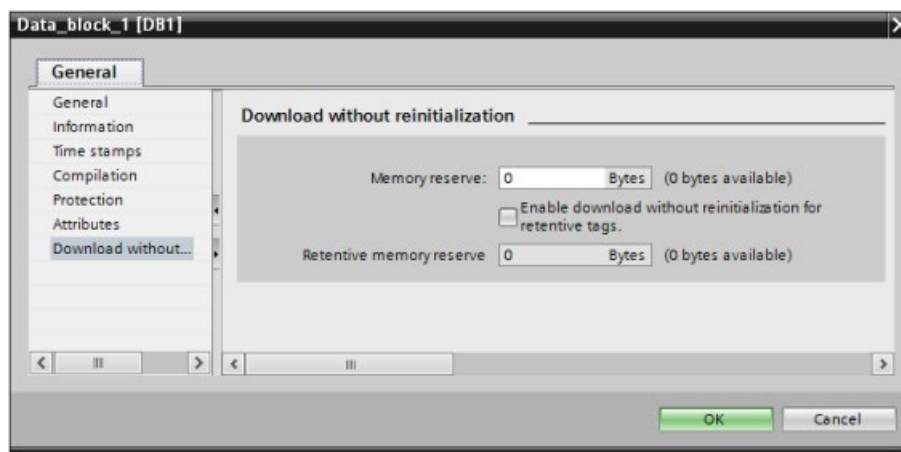 Data_block_1 [DB1]
General
General
Information
Time stamps
Compilation
Protection
Attributes
Download without...
Download without reinitialization
Memory reserve: 0 Bytes (0 bytes available)
Enable download without reinitialization for
retentive tags.
Retentive memory reserve 0 Bytes (0 bytes available)
OK Cancel